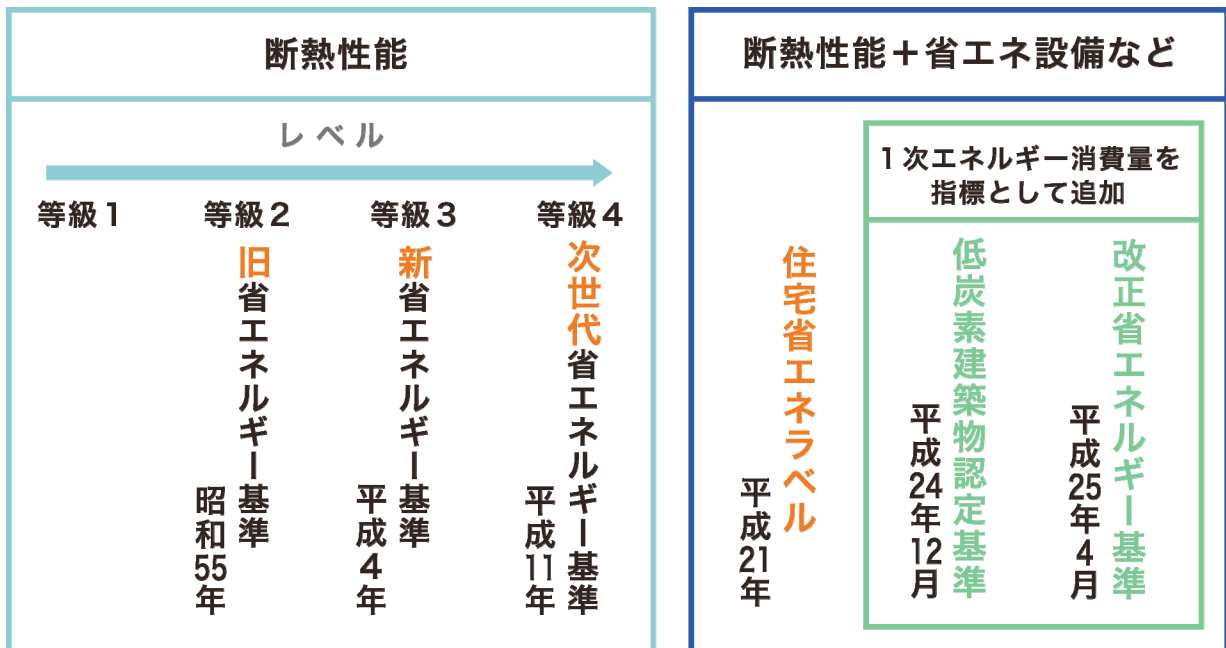 断熱性能
レベル
等級1
等級2
等級3
等級4
旧省エネルギー基準
昭和55年
新省エネルギー基準
平成4年
次世代省エネルギー基準
平成11年
断熱性能＋省エネ設備など
住宅省エネラベル
平成21年
1次エネルギー消費量を
指標として追加
低炭素建築物認定基準
平成24年12月
改正省エネルギー基準
平成25年4月